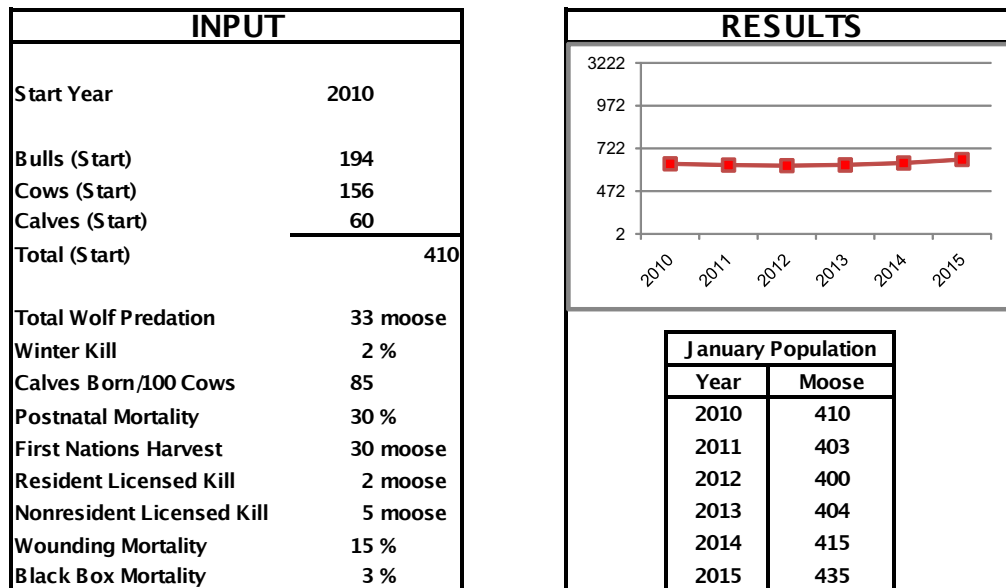 INPUT
Start Year 2010
Bulls (Start) 194
Cows (Start) 156
Calves (Start) 60
Total (Start) 410
Total Wolf Predation 33 moose
Winter Kill 2 %
Calves Born/100 Cows 85
Postnatal Mortality 30 %
First Nations Harvest 30 moose
Resident Licensed Kill 2 moose
Nonresident Licensed Kill 5 moose
Wounding Mortality 15 %
Black Box Mortality 3 %
RESULTS
3222
972
722
472
2
2010 2011 2012 2013 2014 2015
January Population
Year Moose
2010 410
2011 403
2012 400
2013 404
2014 415
2015 435